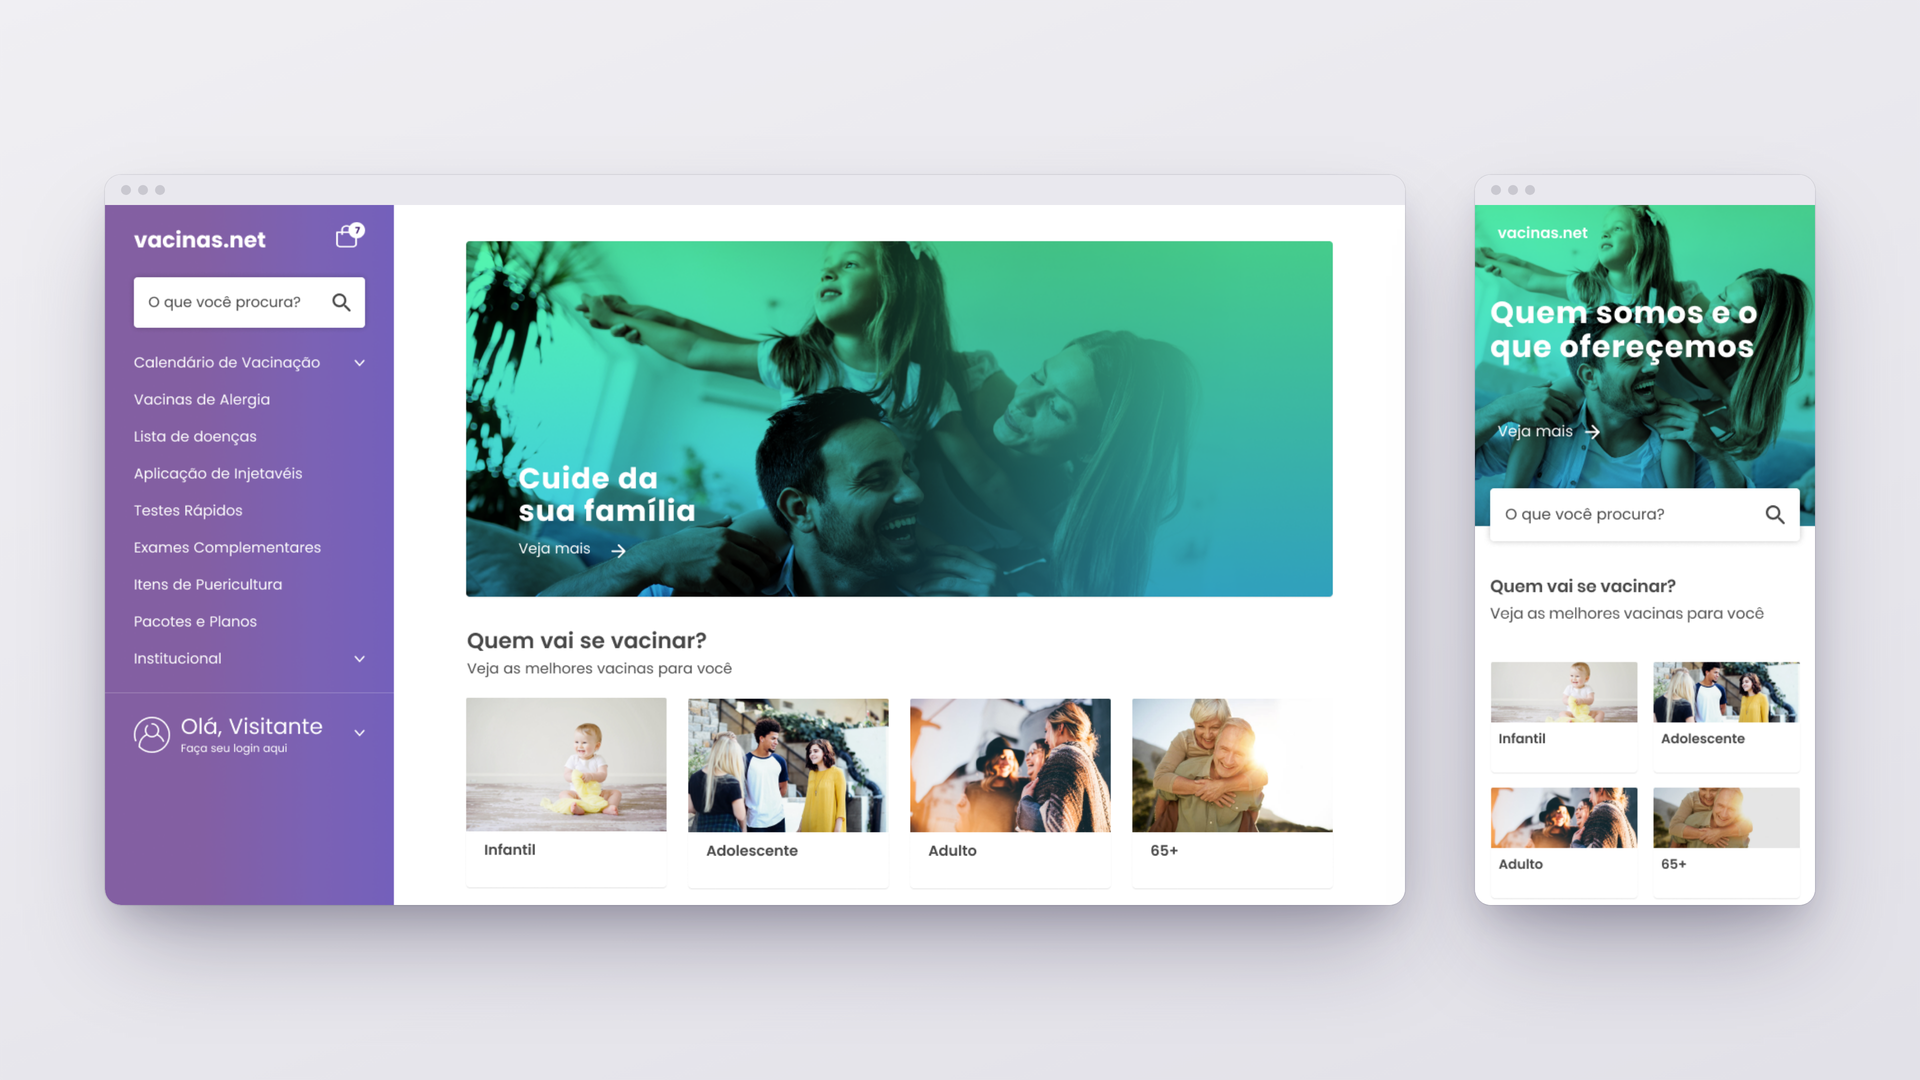 vacinas.net
7
O que você procura?
Calendário de Vacinação
Vacinas de Alergia
Lista de doenças
Aplicação de Injetavéis
Testes Rápidos
Exames Complementares
Itens de Puericultura
Pacotes e Planos
Institucional
Olá, Visitante
Faça seu login aqui
Cuide da
sua família
Veja mais
Quem vai se vacinar?
Veja as melhores vacinas para você
Infantil
Adolescente
Adulto
65+
vacinas.net
Quem somos e o
que ofereçemos
Veja mais
O que você procura?
Quem vai se vacinar?
Veja as melhores vacinas para você
Infantil
Adolescente
Adulto
65+